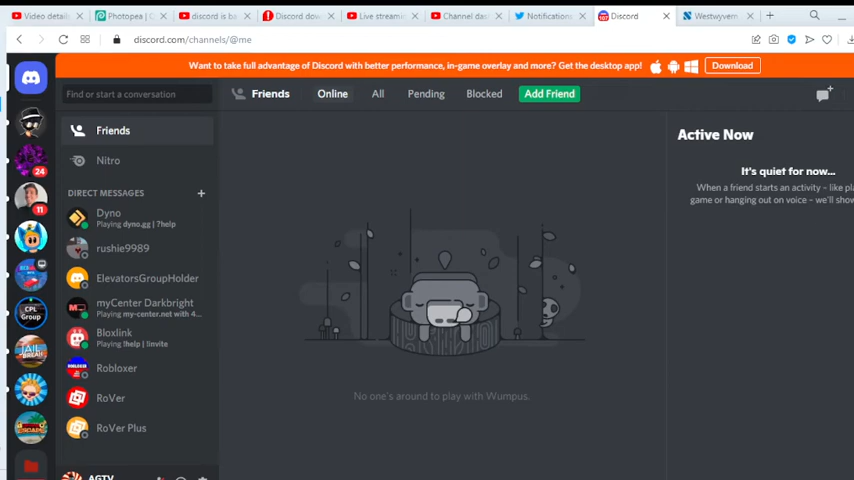 Video detail
Photopea | C
discord is ba
Discord dow
Live streami
Channel das
Notification
Discord
Westwyvern
discord.com/channels/@me
Want to take full advantage of Discord with better performance, in-game overlay and more? Get the desktop app!
Download
Find or start a conversation
Friends
Online
All
Pending
Blocked
Add Friend
Friends
Nitro
DIRECT MESSAGES
Dyno
Playing dyno.gg | ?help
rushie9989
ElevatorsGroupHolder
myCenter Darkbright
Playing my-center.net with 4...
Bloxlink
Playing !help | !invite
Robloxer
RoVer
RoVer Plus
AGTV
24
11
CPL
Group
JAIL
BREAK
Active Now
It's quiet for now...
When a friend starts an activity – like pla
game or hanging out on voice – we'll show
No one's around to play with Wumpus.